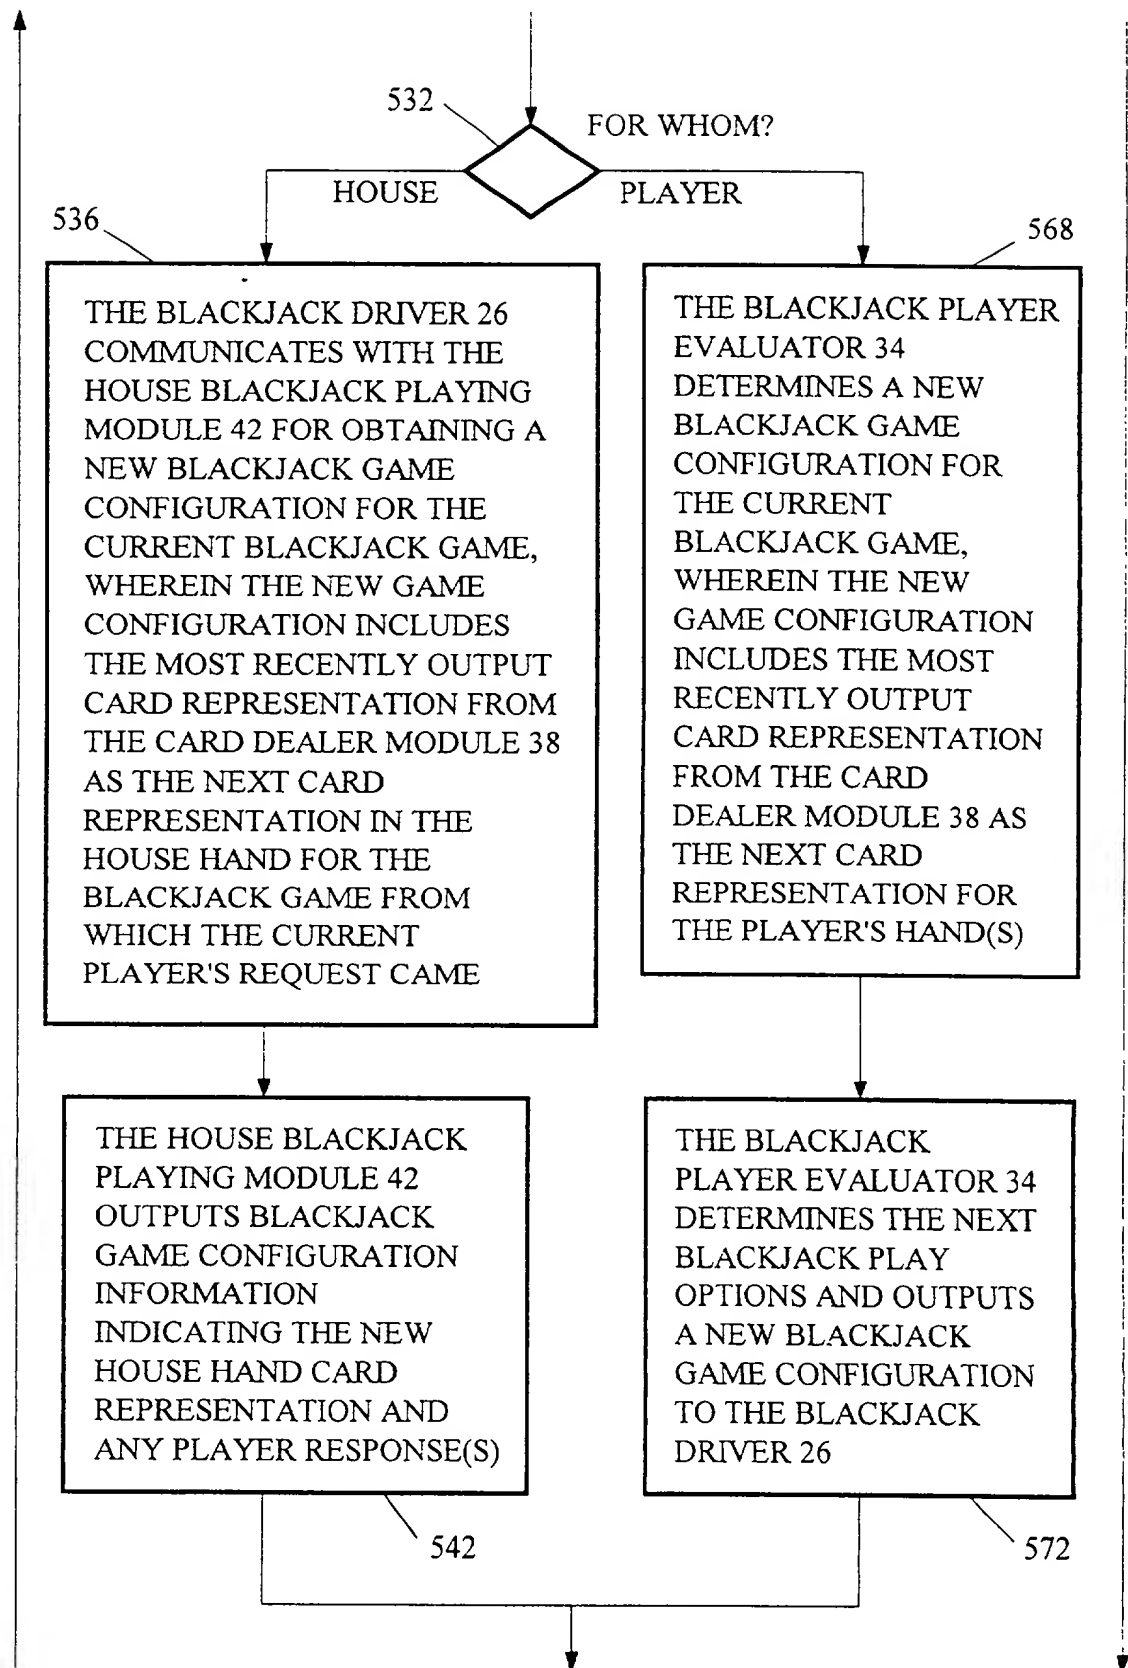 532
FOR WHOM?
HOUSE
PLAYER
536
568
THE BLACKJACK DRIVER 26
COMMUNICATES WITH THE
HOUSE BLACKJACK PLAYING
MODULE 42 FOR OBTAINING A
NEW BLACKJACK GAME
CONFIGURATION FOR THE
CURRENT BLACKJACK GAME,
WHEREIN THE NEW GAME
CONFIGURATION INCLUDES
THE MOST RECENTLY OUTPUT
CARD REPRESENTATION FROM
THE CARD DEALER MODULE 38
AS THE NEXT CARD
REPRESENTATION IN THE
HOUSE HAND FOR THE
BLACKJACK GAME FROM
WHICH THE CURRENT
PLAYER'S REQUEST CAME
THE BLACKJACK PLAYER
EVALUATOR 34
DETERMINES A NEW
BLACKJACK GAME
CONFIGURATION FOR
THE CURRENT
BLACKJACK GAME,
WHEREIN THE NEW
GAME CONFIGURATION
INCLUDES THE MOST
RECENTLY OUTPUT
CARD REPRESENTATION
FROM THE CARD
DEALER MODULE 38 AS
THE NEXT CARD
REPRESENTATION FOR
THE PLAYER'S HAND(S)
THE HOUSE BLACKJACK
PLAYING MODULE 42
OUTPUTS BLACKJACK
GAME CONFIGURATION
INFORMATION
INDICATING THE NEW
HOUSE HAND CARD
REPRESENTATION AND
ANY PLAYER RESPONSE(S)
542
THE BLACKJACK
PLAYER EVALUATOR 34
DETERMINES THE NEXT
BLACKJACK PLAY
OPTIONS AND OUTPUTS
A NEW BLACKJACK
GAME CONFIGURATION
TO THE BLACKJACK
DRIVER 26
572